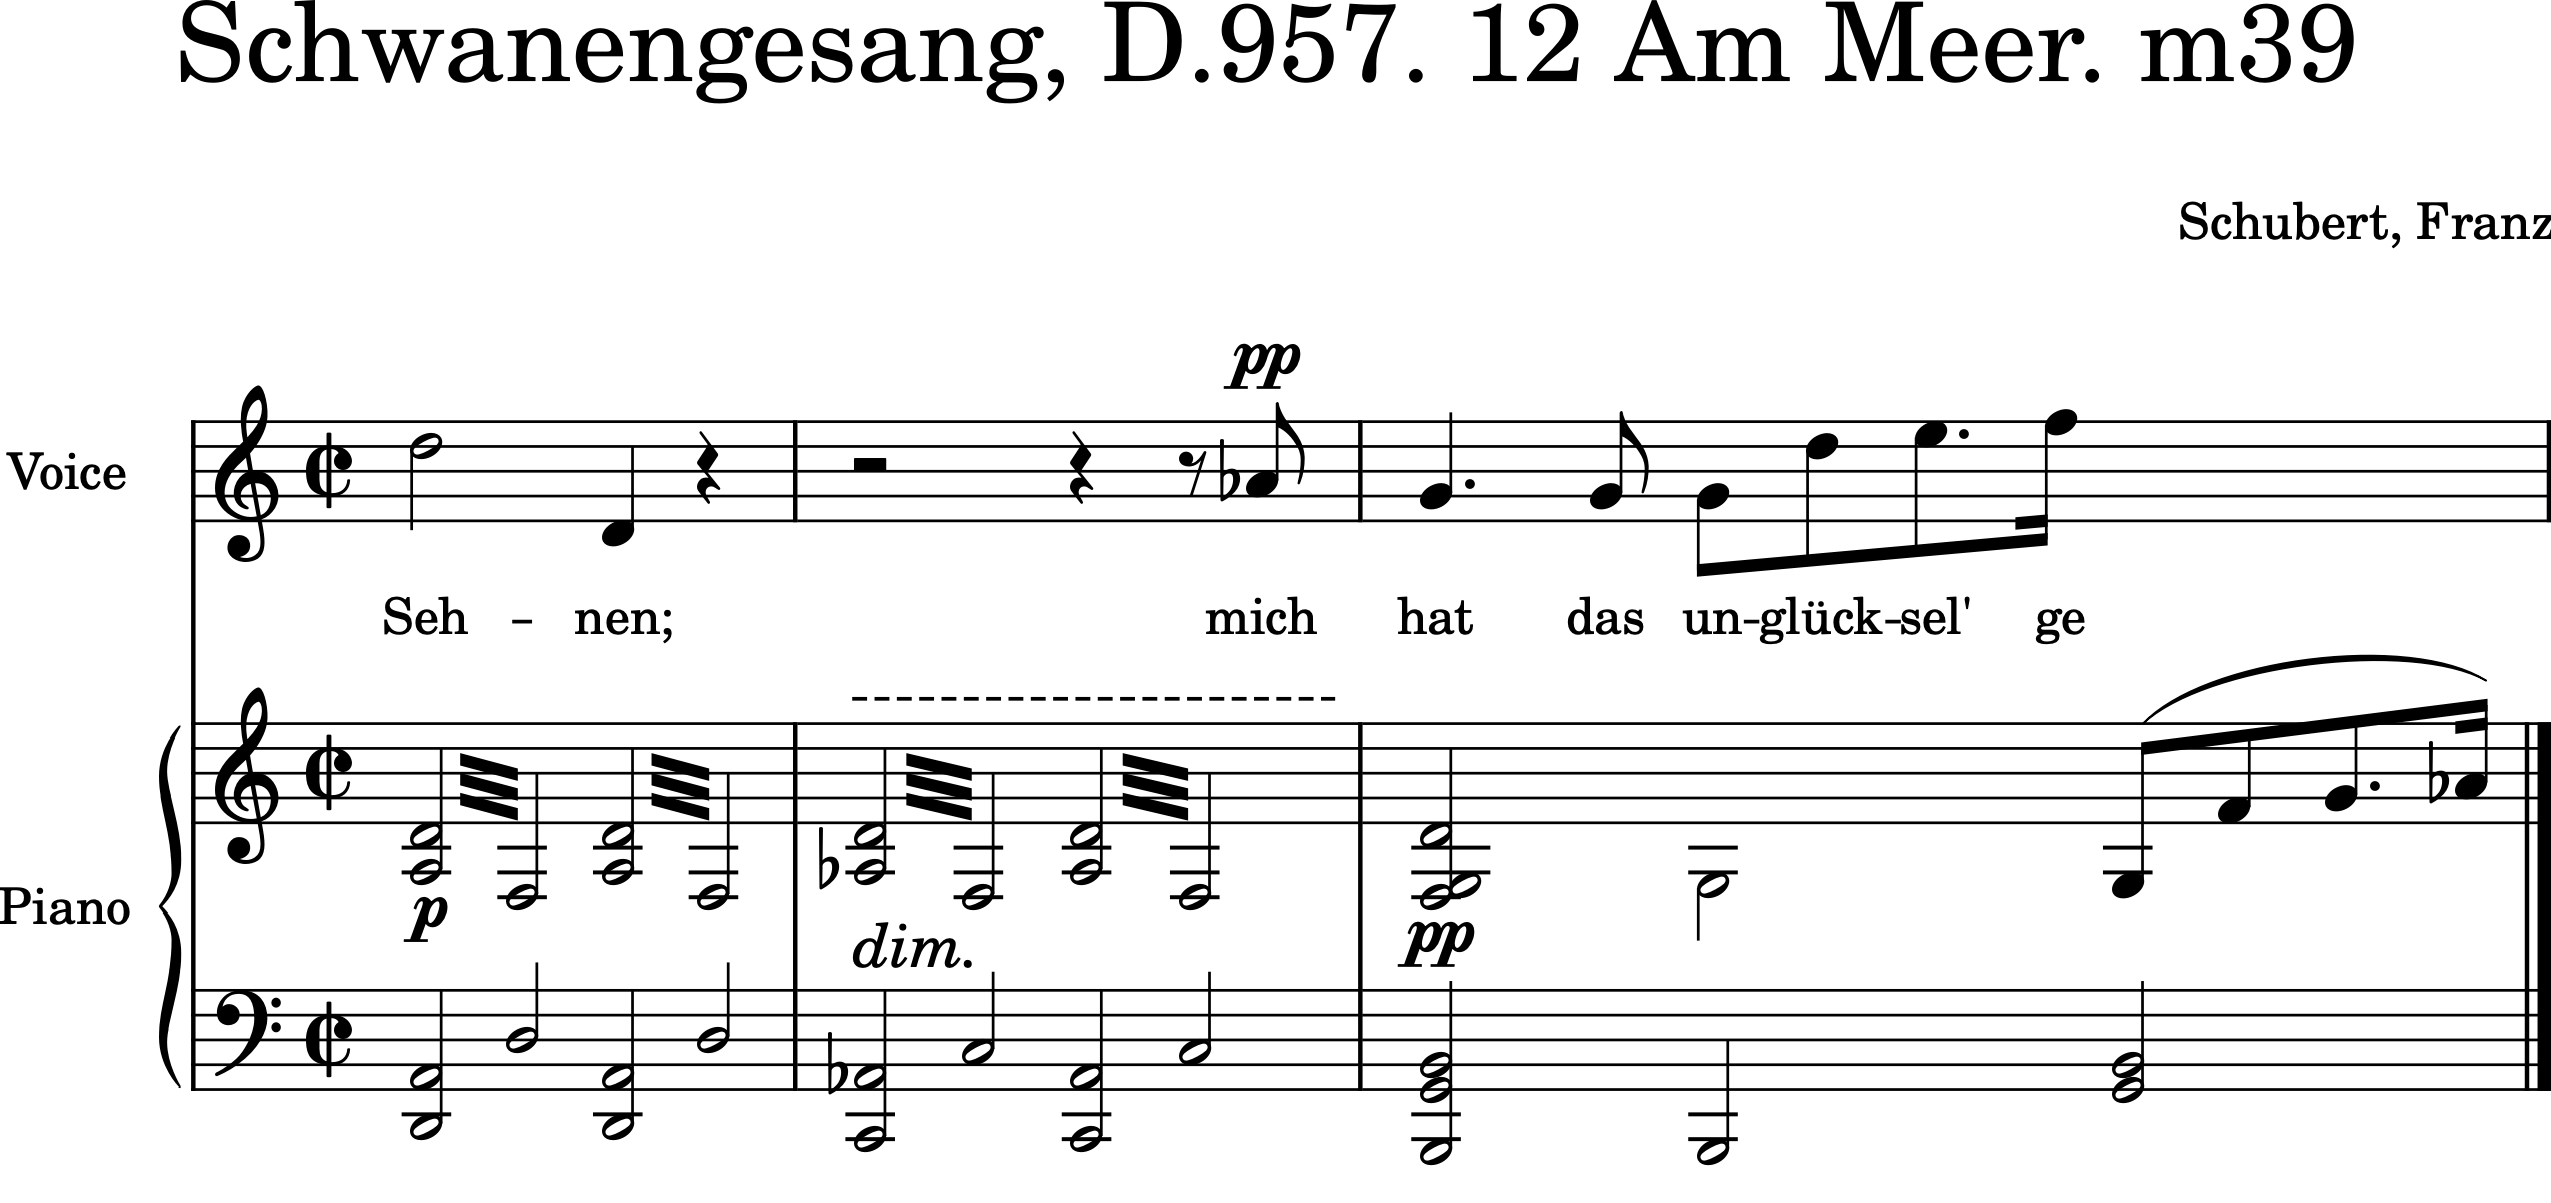 Schwanengesang, D.957. 12 Am Meer. m39
Schubert, Franz
pp
Voice
Seh - nen; mich hat das un-glück-sel' ge
Piano
p
dim.
pp